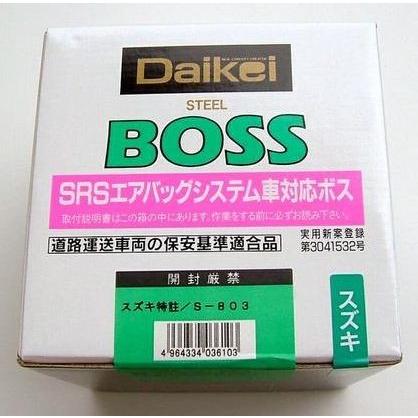 Daikei
STEEL
BOSS
SRSエアバッグシステム車対応ボス
取付説明書はこの箱の中にあります。作業をする前に必ずお読み下さい。
実用新案登録
第3041532号
道路運送車両の保安基準適合品
開封厳禁
スズキ特註/S-803
4 964334 036103
スズキ